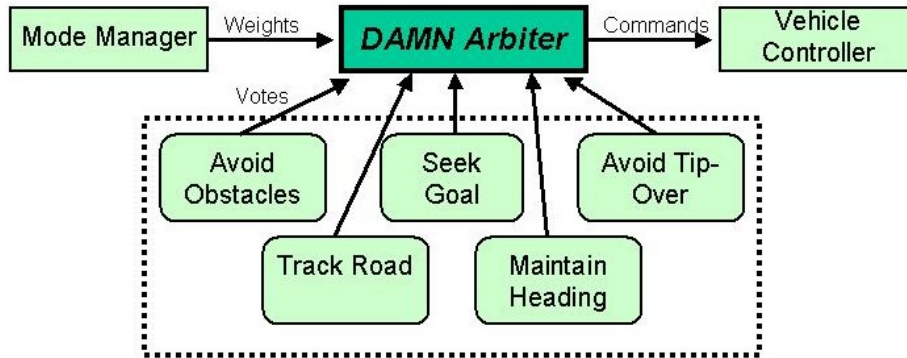 Mode Manager
Weights
DAMN Arbiter
Commands
Vehicle
Controller
Votes
Avoid
Obstacles
Seek
Goal
Avoid Tip-
Over
Track Road
Maintain
Heading